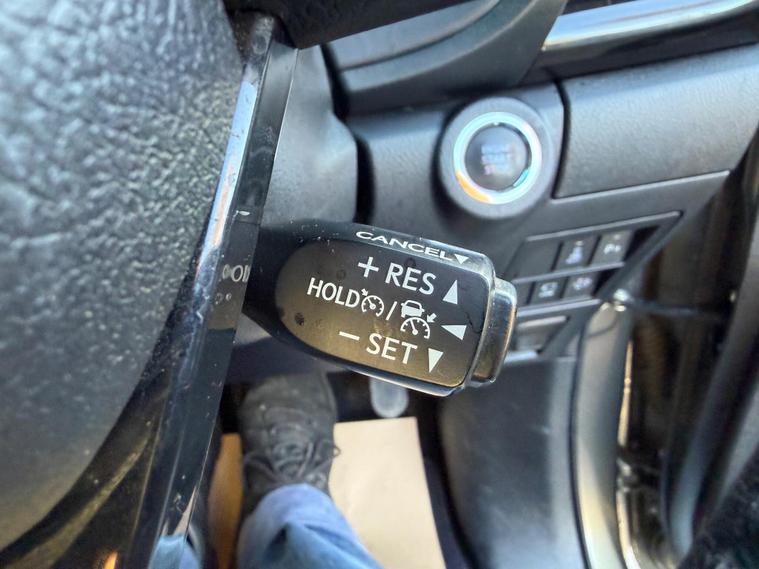 CANCEL▼
+ RES ▲
HOLD / ◀
− SET ▼